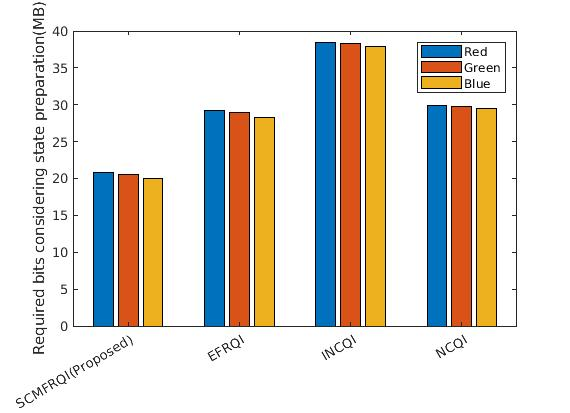 Required bits considering state preparation(MB)
40
35
30
25
20
15
10
5
0
Red
Green
Blue
SCMFRQI(Proposed)
EFRQI
INCQI
NCQI